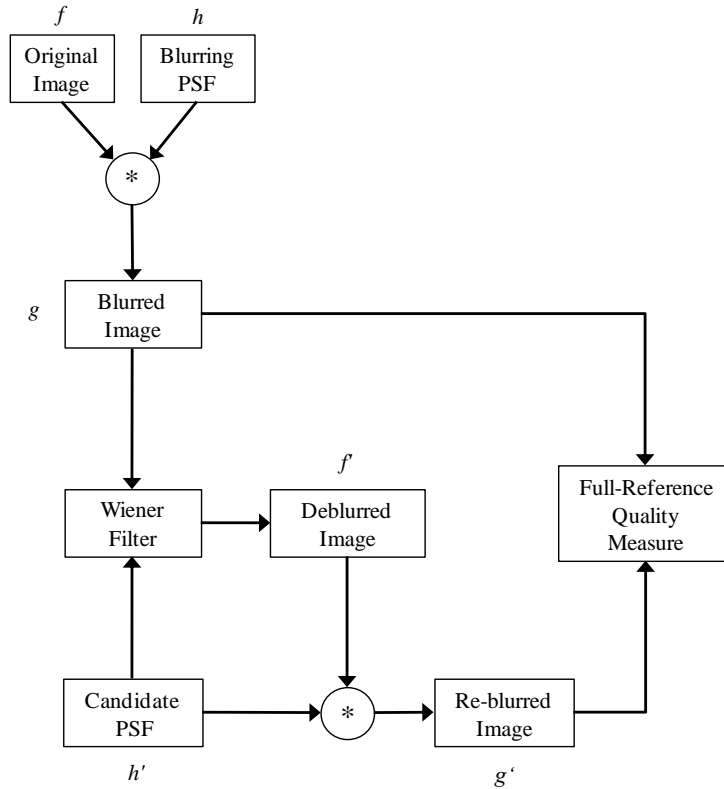 f
h
Original
Image
Blurring
PSF
*
g
Blurred
Image
f'
Wiener
Filter
Deblurred
Image
Full-Reference
Quality
Measure
Candidate
PSF
*
Re-blurred
Image
h'
g‘